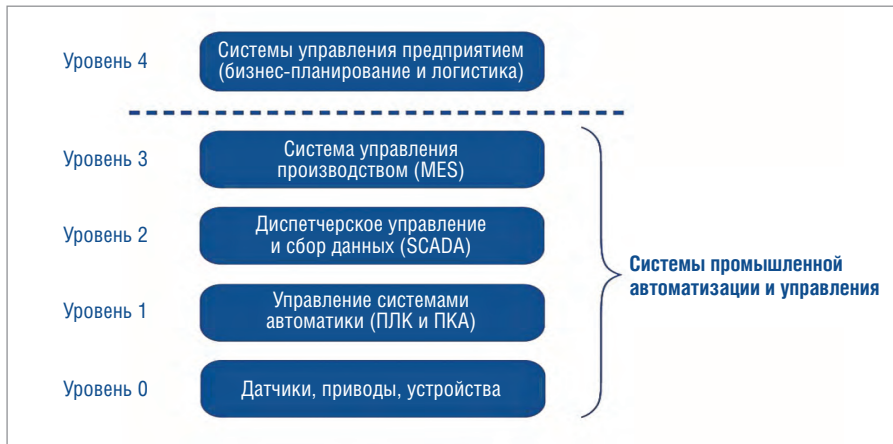 Уровень 4
Системы управления предприятием
(бизнес-планирование и логистика)
Уровень 3
Система управления
производством (MES)
Уровень 2
Диспетчерское управление
и сбор данных (SCADA)
Уровень 1
Управление системами
автоматики (ПЛК и ПКА)
Уровень 0
Датчики, приводы, устройства
Системы промышленной
автоматизации и управления